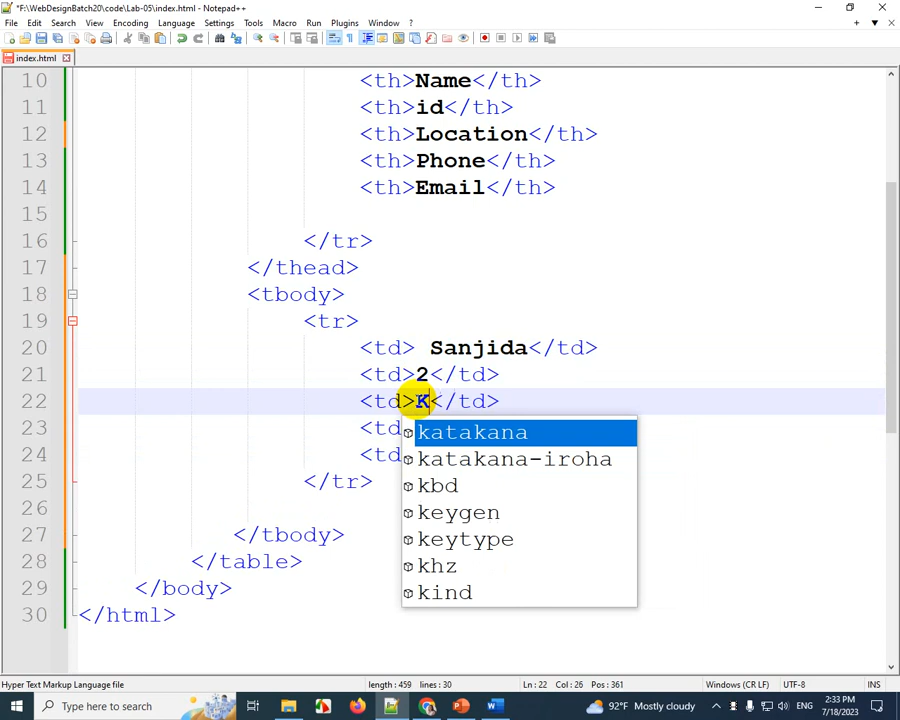 *F:\WebDesignBatch20\code\Lab-05\index.html - Notepad++
File Edit Search View Encoding Language Settings Tools Macro Run Plugins Window ?
index.html
10 <th>Name</th>
11 <th>id</th>
12 <th>Location</th>
13 <th>Phone</th>
14 <th>Email</th>
15
16 </tr>
17 </thead>
18 <tbody>
19 <tr>
20 <td> Sanjida</td>
21 <td>2</td>
22 <td>K</td>
23 <td
katakana
24 <td
katakana-iroha
25 </tr>
kbd
26
keygen
27 </tbody>
keytype
28 </table>
khz
29 </body>
kind
30 </html>
Hyper Text Markup Language file length : 459 lines : 30 Ln : 22 Col : 26 Pos : 361 Windows (CR LF) UTF-8 INS
Type here to search 92°F Mostly cloudy ENG 2:33 PM
7/18/2023